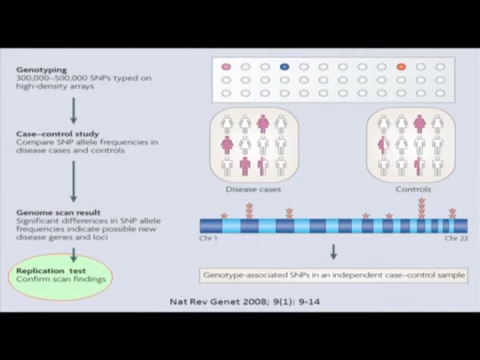 Genotyping
300,000–500,000 SNPs typed on
high-density arrays
Case–control study
Compare SNP allele frequencies in
disease cases and controls
Disease cases
Controls
Genome scan result
Significant differences in SNP allele
frequencies indicate possible new
disease genes and loci
Chr 1
Chr 22
Replication test
Confirm scan findings
Genotype-associated SNPs in an independent case–control sample
Nat Rev Genet 2008; 9(1): 9-14